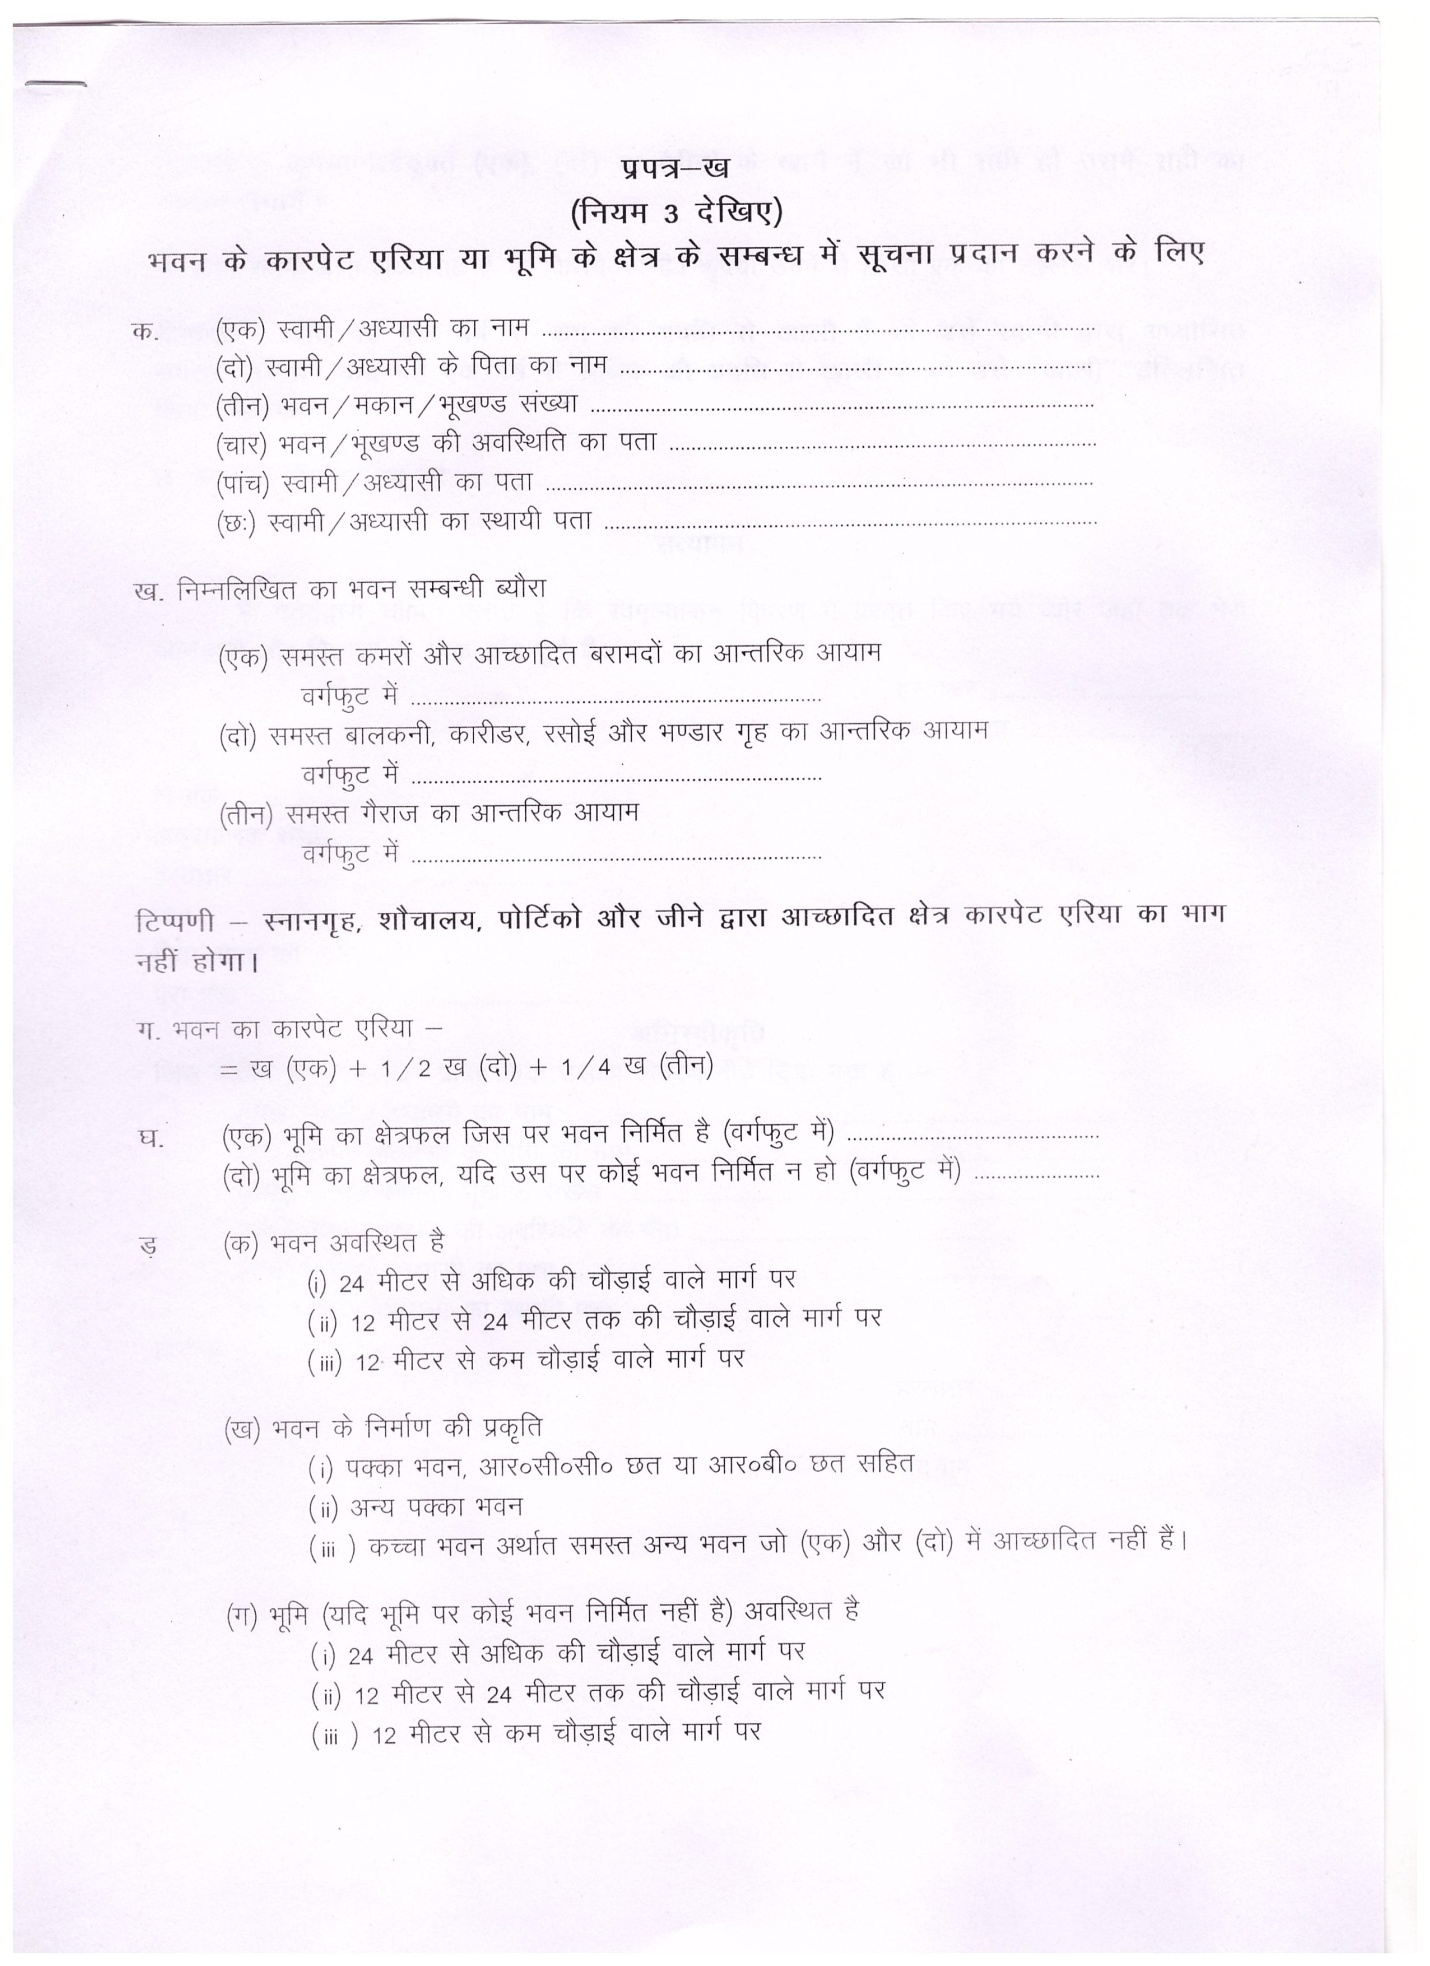 प्रपत्र–ख
(नियम 3 देखिए)
भवन के कारपेट एरिया या भूमि के क्षेत्र के सम्बन्ध में सूचना प्रदान करने के लिए
क. (एक) स्वामी/अध्यासी का नाम ....................
(दो) स्वामी/अध्यासी के पिता का नाम ....................
(तीन) भवन/मकान/भूखण्ड संख्या ....................
(चार) भवन/भूखण्ड की अवस्थिति का पता ....................
(पांच) स्वामी/अध्यासी का पता ....................
(छः) स्वामी/अध्यासी का स्थायी पता ....................
ख. निम्नलिखित का भवन सम्बन्धी ब्यौरा
(एक) समस्त कमरों और आच्छादित बरामदों का आन्तरिक आयाम
वर्गफुट में ....................
(दो) समस्त बालकनी, कारीडर, रसोई और भण्डार गृह का आन्तरिक आयाम
वर्गफुट में ....................
(तीन) समस्त गैराज का आन्तरिक आयाम
वर्गफुट में ....................
टिप्पणी – स्नानगृह, शौचालय, पोर्टिको और जीने द्वारा आच्छादित क्षेत्र कारपेट एरिया का भाग
नहीं होगा।
ग. भवन का कारपेट एरिया –
= ख (एक) + 1/2 ख (दो) + 1/4 ख (तीन)
घ. (एक) भूमि का क्षेत्रफल जिस पर भवन निर्मित है (वर्गफुट में) ....................
(दो) भूमि का क्षेत्रफल, यदि उस पर कोई भवन निर्मित न हो (वर्गफुट में) ....................
ड़ (क) भवन अवस्थित है
(i) 24 मीटर से अधिक की चौड़ाई वाले मार्ग पर
(ii) 12 मीटर से 24 मीटर तक की चौड़ाई वाले मार्ग पर
(iii) 12 मीटर से कम चौड़ाई वाले मार्ग पर
(ख) भवन के निर्माण की प्रकृति
(i) पक्का भवन, आर०सी०सी० छत या आर०बी० छत सहित
(ii) अन्य पक्का भवन
(iii ) कच्चा भवन अर्थात समस्त अन्य भवन जो (एक) और (दो) में आच्छादित नहीं हैं।
(ग) भूमि (यदि भूमि पर कोई भवन निर्मित नहीं है) अवस्थित है
(i) 24 मीटर से अधिक की चौड़ाई वाले मार्ग पर
(ii) 12 मीटर से 24 मीटर तक की चौड़ाई वाले मार्ग पर
(iii ) 12 मीटर से कम चौड़ाई वाले मार्ग पर